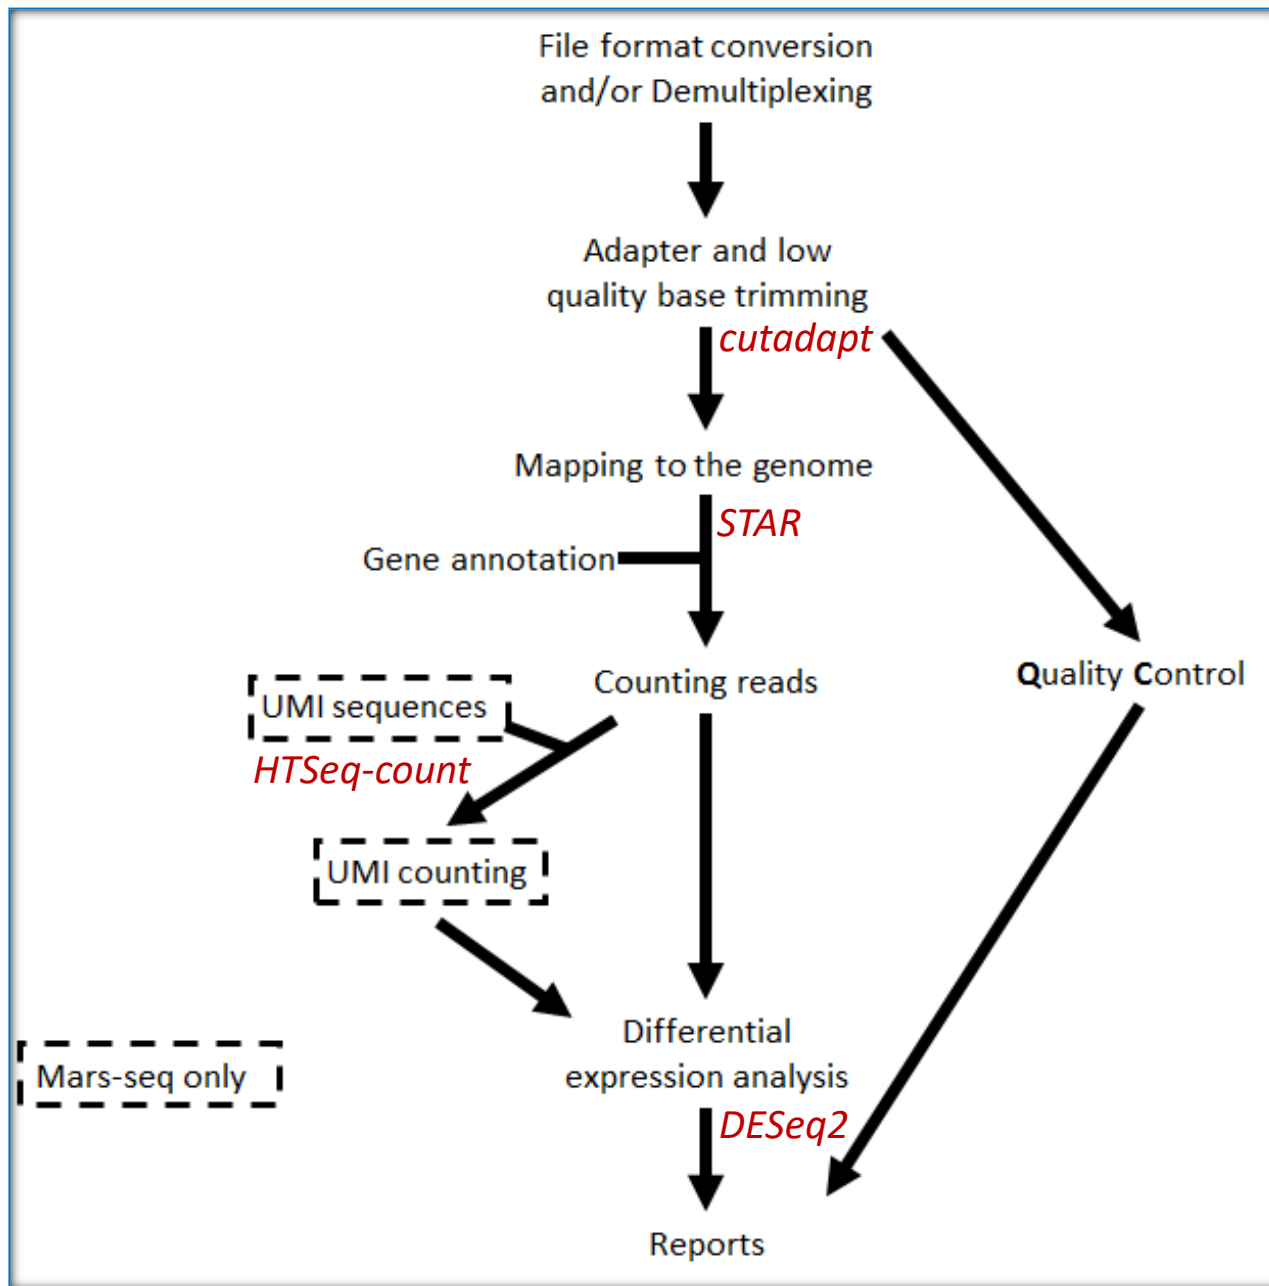 File format conversion
and/or Demultiplexing
Adapter and low
quality base trimming
cutadapt
Mapping to the genome
STAR
Gene annotation
Counting reads
Quality Control
UMI sequences
HTSeq-count
UMI counting
Differential
expression analysis
Mars-seq only
DESeq2
Reports